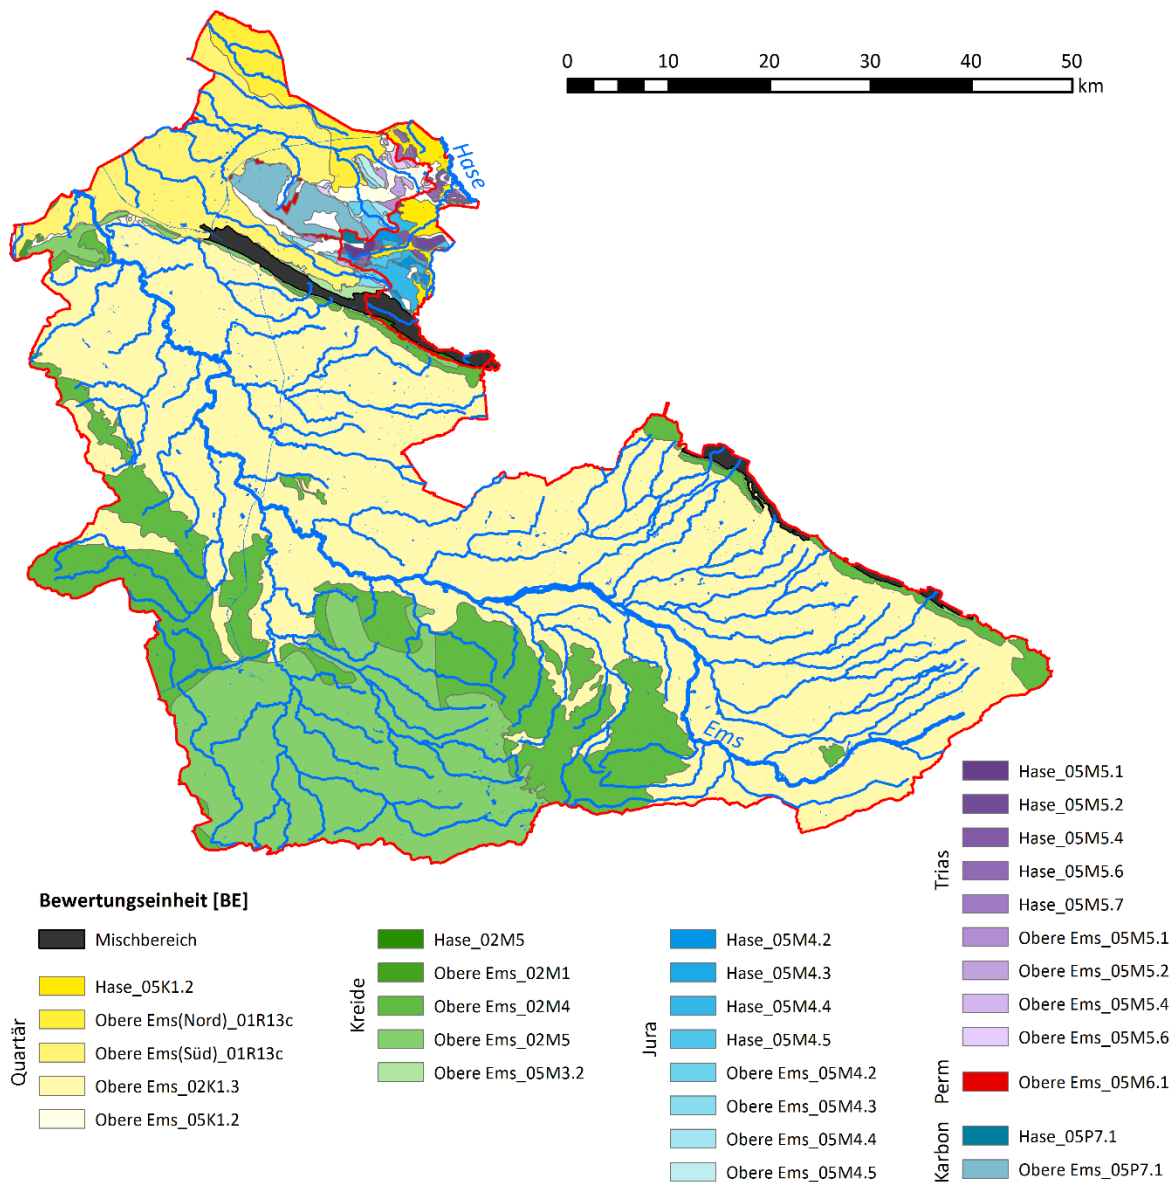 0 10 20 30 40 50
km
Hase
Ems
Bewertungseinheit [BE]
Mischbereich
Quartär
Hase_05K1.2
Obere Ems(Nord)_01R13c
Obere Ems(Süd)_01R13c
Obere Ems_02K1.3
Obere Ems_05K1.2
Kreide
Hase_02M5
Obere Ems_02M1
Obere Ems_02M4
Obere Ems_02M5
Obere Ems_05M3.2
Jura
Hase_05M4.2
Hase_05M4.3
Hase_05M4.4
Hase_05M4.5
Obere Ems_05M4.2
Obere Ems_05M4.3
Obere Ems_05M4.4
Obere Ems_05M4.5
Trias
Hase_05M5.1
Hase_05M5.2
Hase_05M5.4
Hase_05M5.6
Hase_05M5.7
Obere Ems_05M5.1
Obere Ems_05M5.2
Obere Ems_05M5.4
Obere Ems_05M5.6
Perm
Obere Ems_05M6.1
Karbon
Hase_05P7.1
Obere Ems_05P7.1